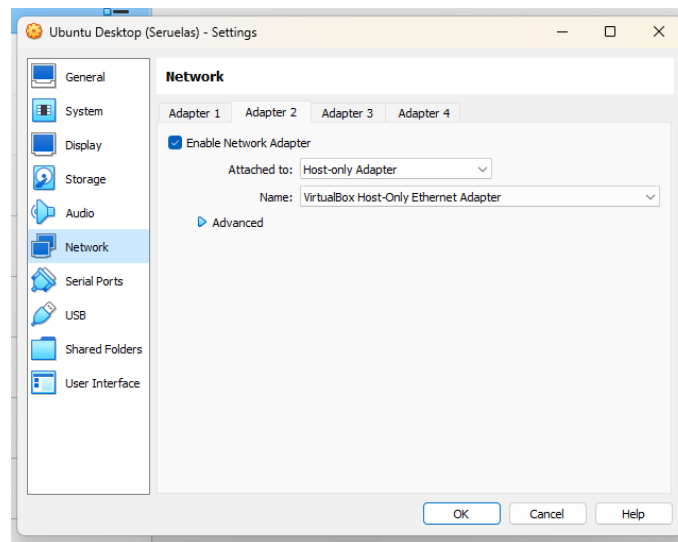 Ubuntu Desktop (Seruelas) - Settings
General
System
Display
Storage
Audio
Network
Serial Ports
USB
Shared Folders
User Interface
Network
Adapter 1 Adapter 2 Adapter 3 Adapter 4
Enable Network Adapter
Attached to: Host-only Adapter
Name: VirtualBox Host-Only Ethernet Adapter
Advanced
OK Cancel Help